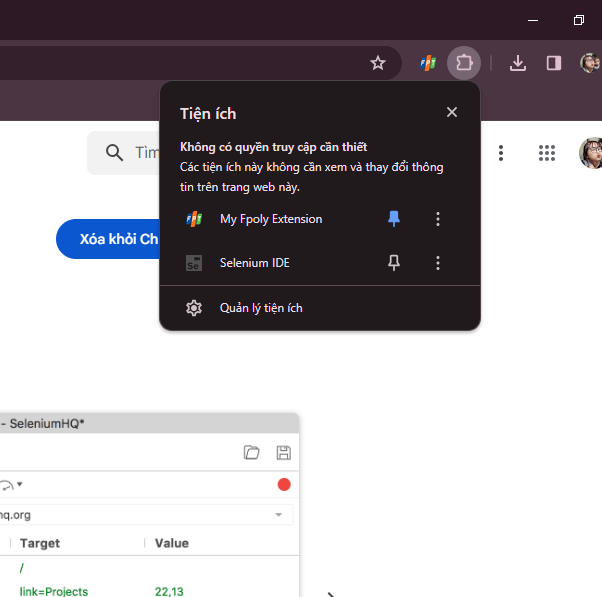 Tiện ích
Không có quyền truy cập cần thiết
Các tiện ích này không cần xem và thay đổi thông
tin trên trang web này.
My Fpoly Extension
Se
Selenium IDE
Quản lý tiện ích
Tìm
Xóa khỏi Ch
- SeleniumHQ*
hq.org
Target
Value
/
link=Projects
22,13